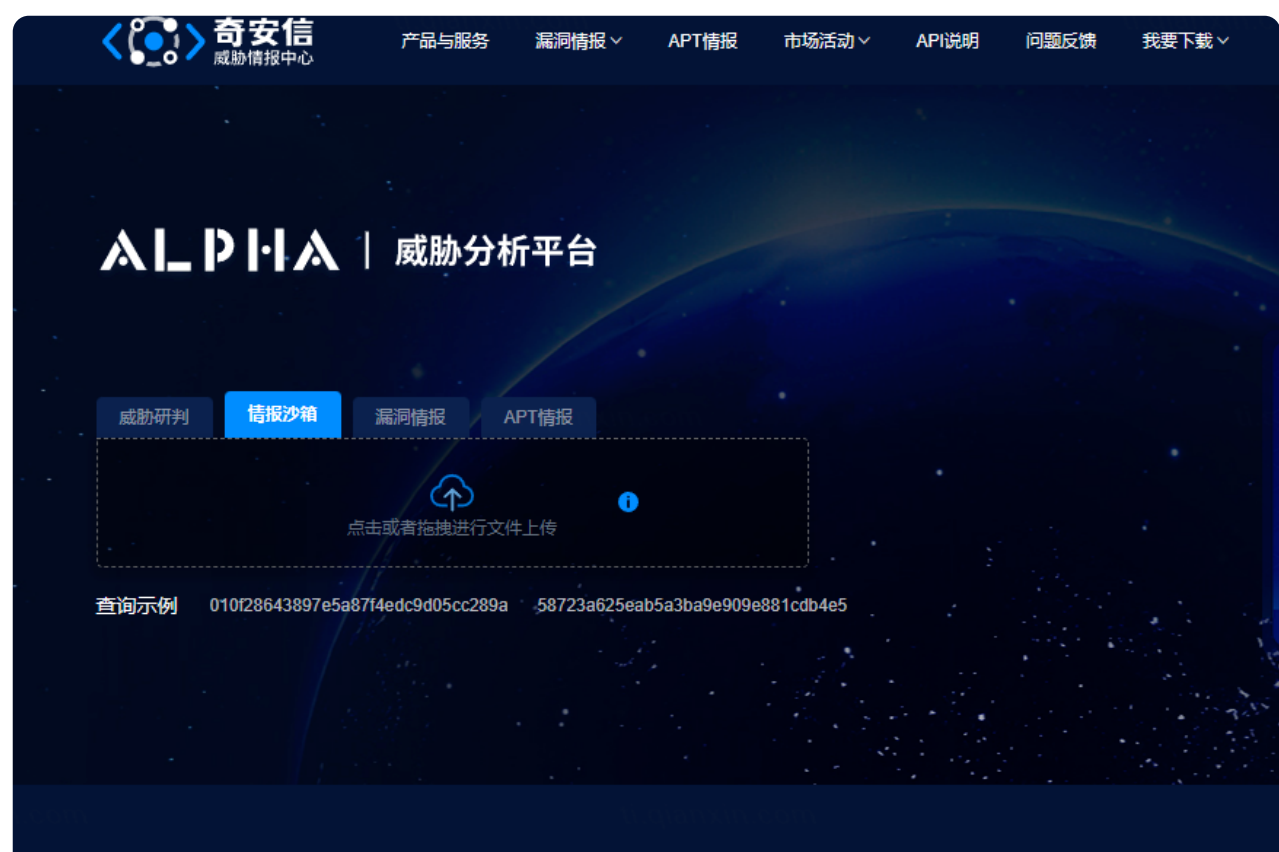 奇安信
威胁情报中心
产品与服务 漏洞情报 APT情报 市场活动 API说明 问题反馈 我要下载
ALPHA | 威胁分析平台
威胁研判 情报沙箱 漏洞情报 APT情报
点击或者拖拽进行文件上传
查询示例 010f28643897e5a87f4edc9d05cc289a 58723a625eab5a3ba9e909e881cdb4e5